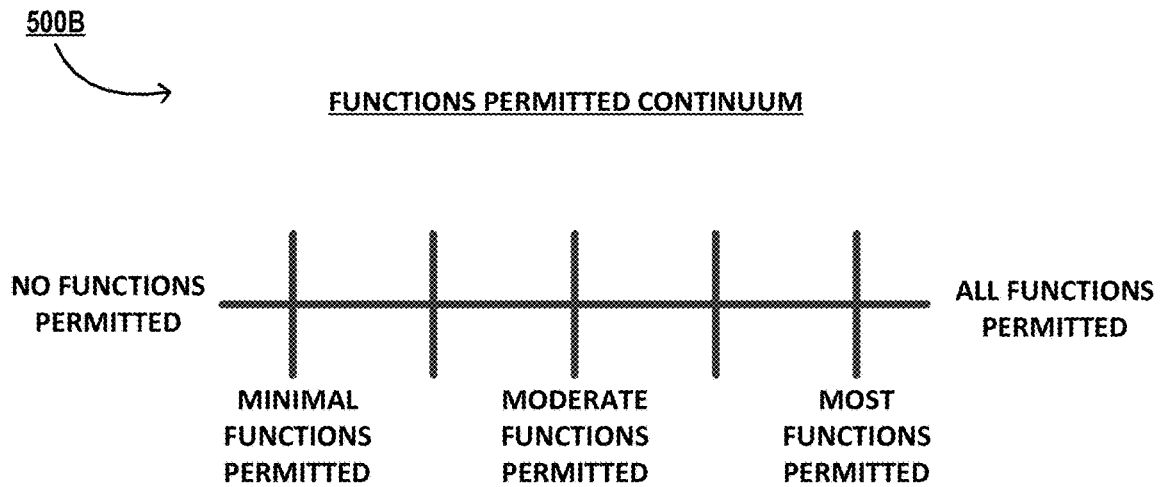 500B
FUNCTIONS PERMITTED CONTINUUM
NO FUNCTIONS
PERMITTED
ALL FUNCTIONS
PERMITTED
MINIMAL
FUNCTIONS
PERMITTED
MODERATE
FUNCTIONS
PERMITTED
MOST
FUNCTIONS
PERMITTED